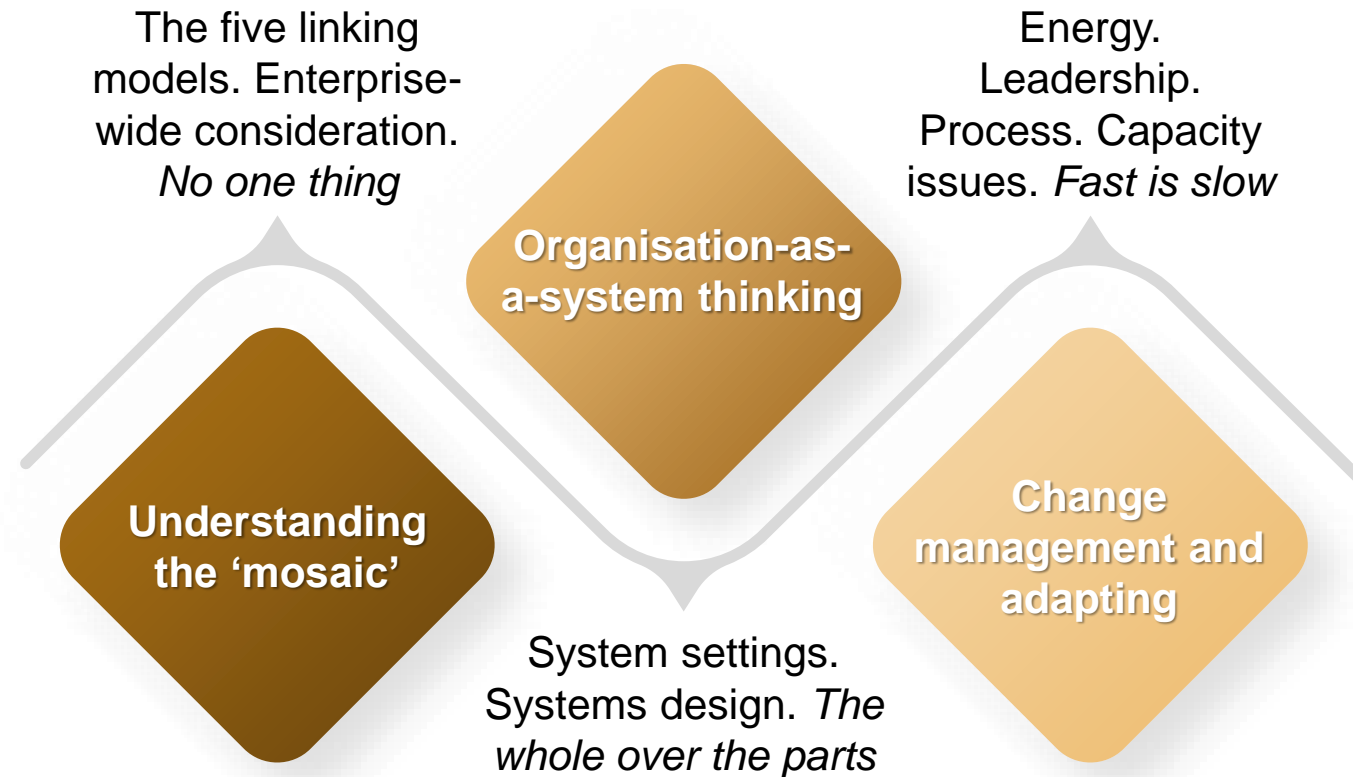 The five linking
models. Enterprise-
wide consideration.
No one thing
Understanding
the ‘mosaic’
Organisation-as-
a-system thinking
System settings.
Systems design. The
whole over the parts
Energy.
Leadership.
Process. Capacity
issues. Fast is slow
Change
management and
adapting